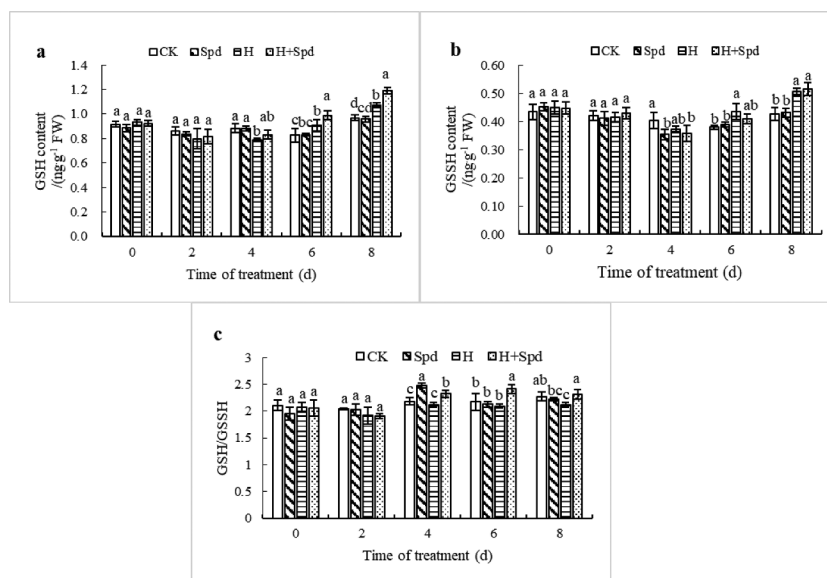 a
CK Spd H H+Spd
GSH content
/(ng g-1 FW)
1.4
1.2
1.0
0.8
0.6
0.4
0.2
0.0
a a a a
a a a a
a a b ab
c bc b a
d cd b a
0 2 4 6 8
Time of treatment (d)
b
CK Spd H H+Spd
GSSH content
/(ng g-1 FW)
0.60
0.50
0.40
0.30
0.20
0.10
0.00
a a a a
a a a a
a b ab b
b b a ab
b b a a
0 2 4 6 8
Time of treatment (d)
c
CK Spd H H+Spd
GSH/GSSH
3
2.5
2
1.5
1
0.5
0
a a a a
a a a a
c a c b
b b b a
ab bc c a
0 2 4 6 8
Time of treatment (d)